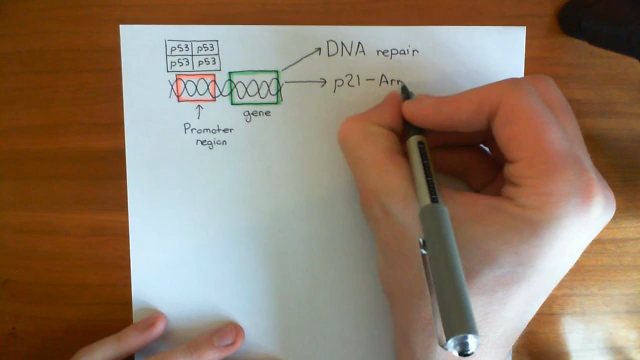 p53 p53
p53 p53
DNA repair
p21-Arr
gene
Promoter
region